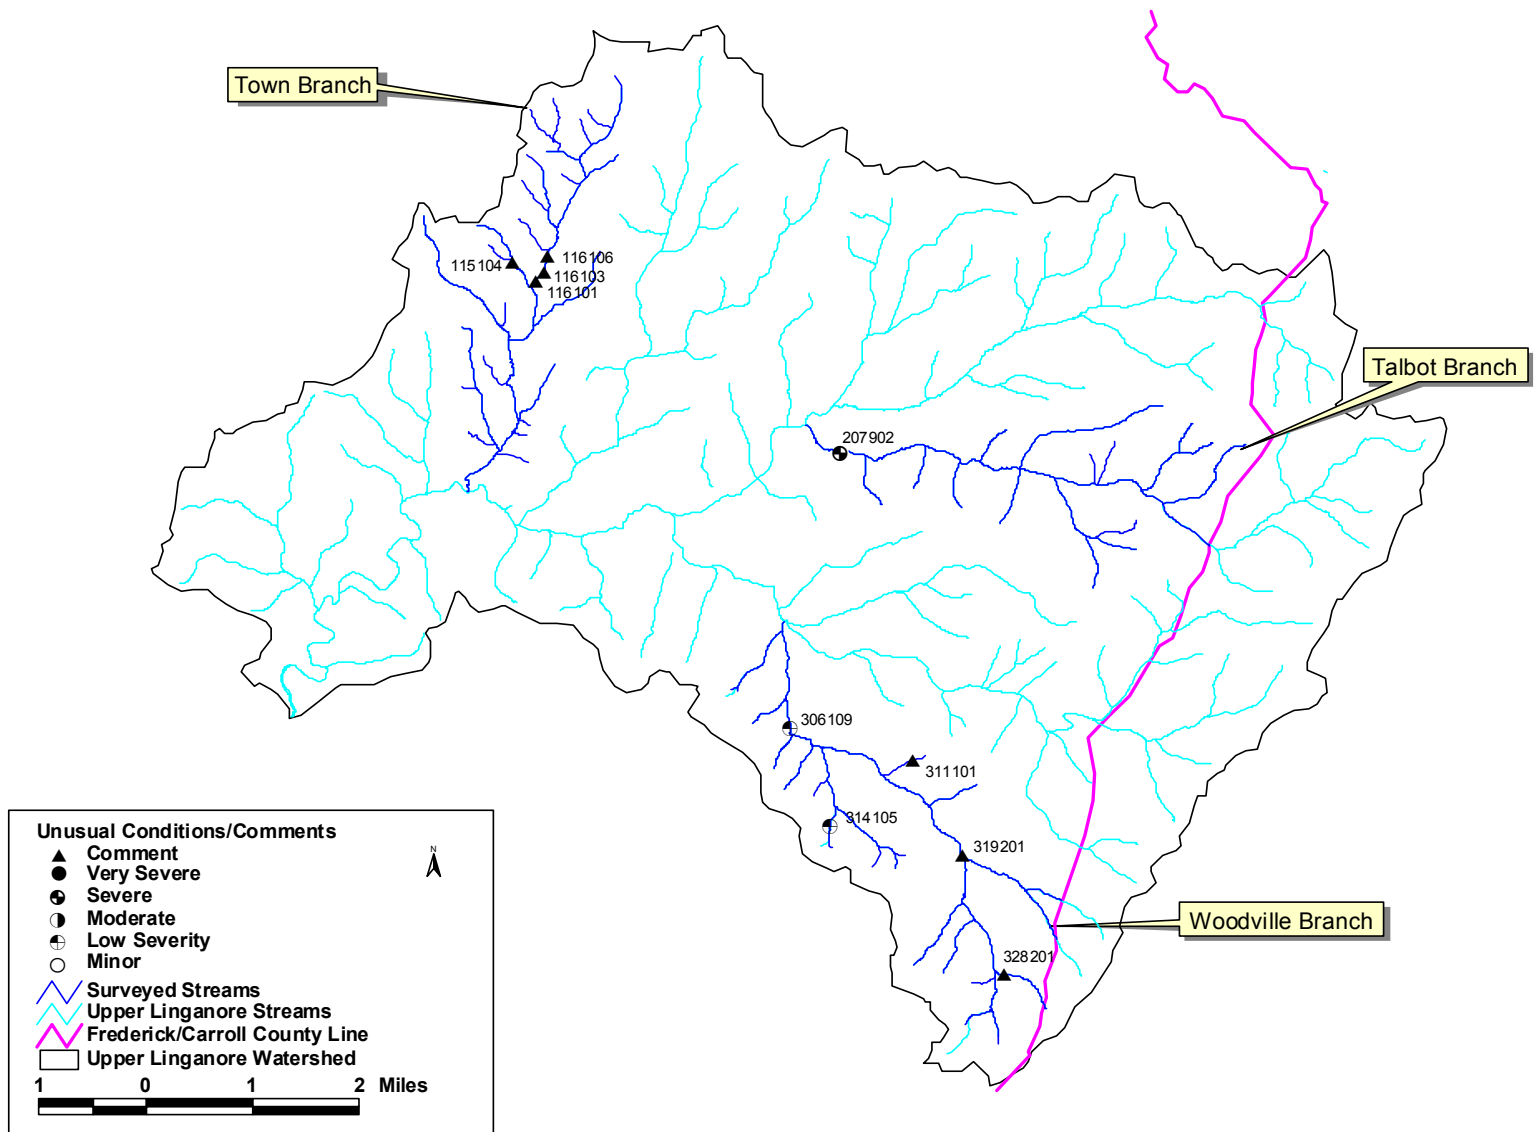 Town Branch
115104
116106
116103
116101
Talbot Branch
207902
306109
311101
314105
319201
Woodville Branch
328201
Unusual Conditions/Comments
N
Comment
Very Severe
Severe
Moderate
Low Severity
Minor
Surveyed Streams
Upper Linganore Streams
Frederick/Carroll County Line
Upper Linganore Watershed
1 0 1 2 Miles